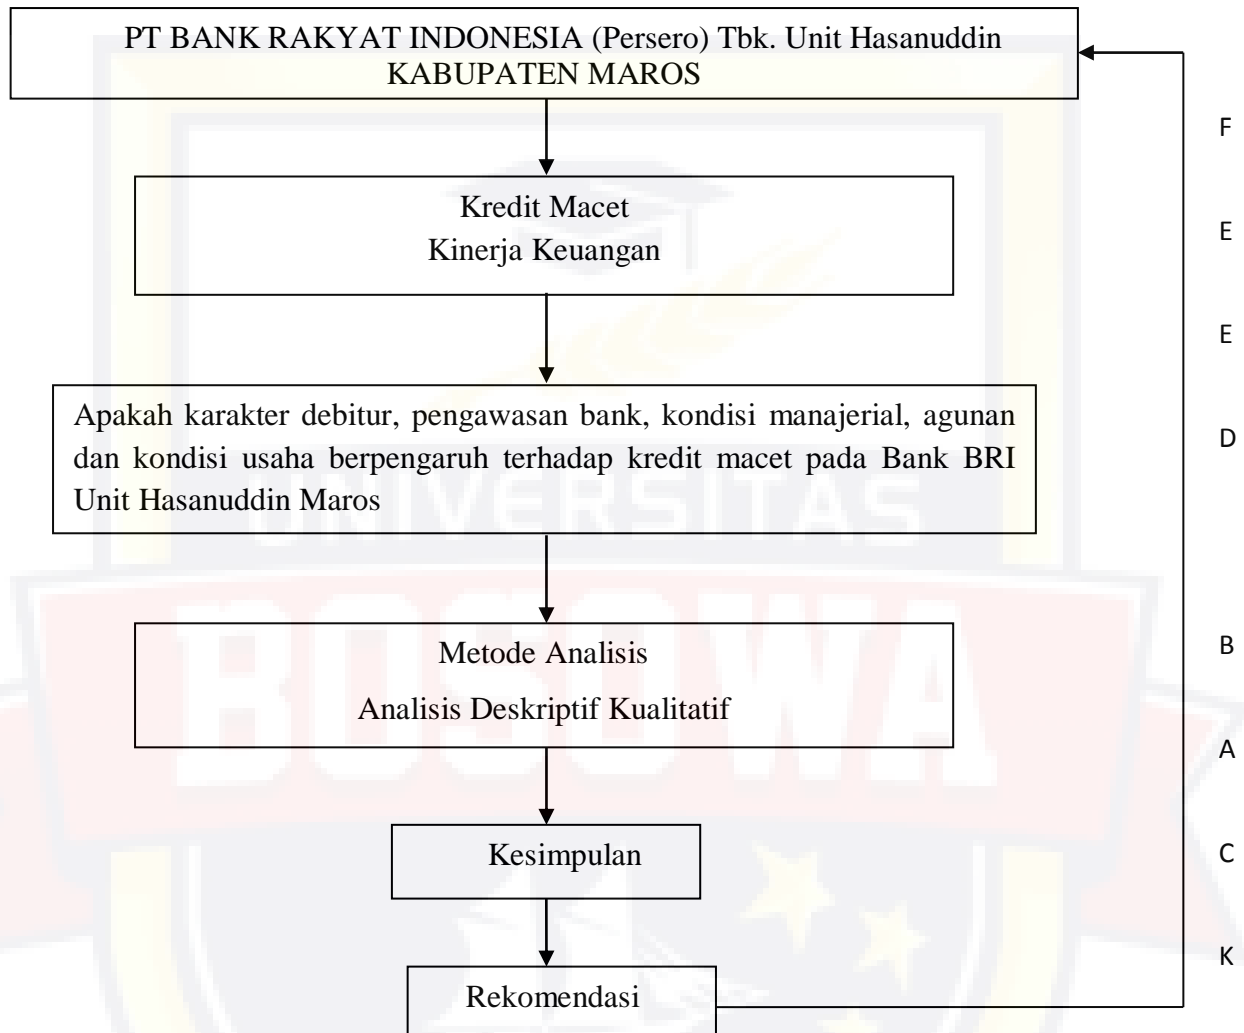 PT BANK RAKYAT INDONESIA (Persero) Tbk. Unit Hasanuddin
KABUPATEN MAROS
Kredit Macet
Kinerja Keuangan
Apakah karakter debitur, pengawasan bank, kondisi manajerial, agunan
dan kondisi usaha berpengaruh terhadap kredit macet pada Bank BRI
Unit Hasanuddin Maros
Metode Analisis
Analisis Deskriptif Kualitatif
Kesimpulan
Rekomendasi
F
E
E
D
B
A
C
K
UNIVERSITAS
BOSOWA